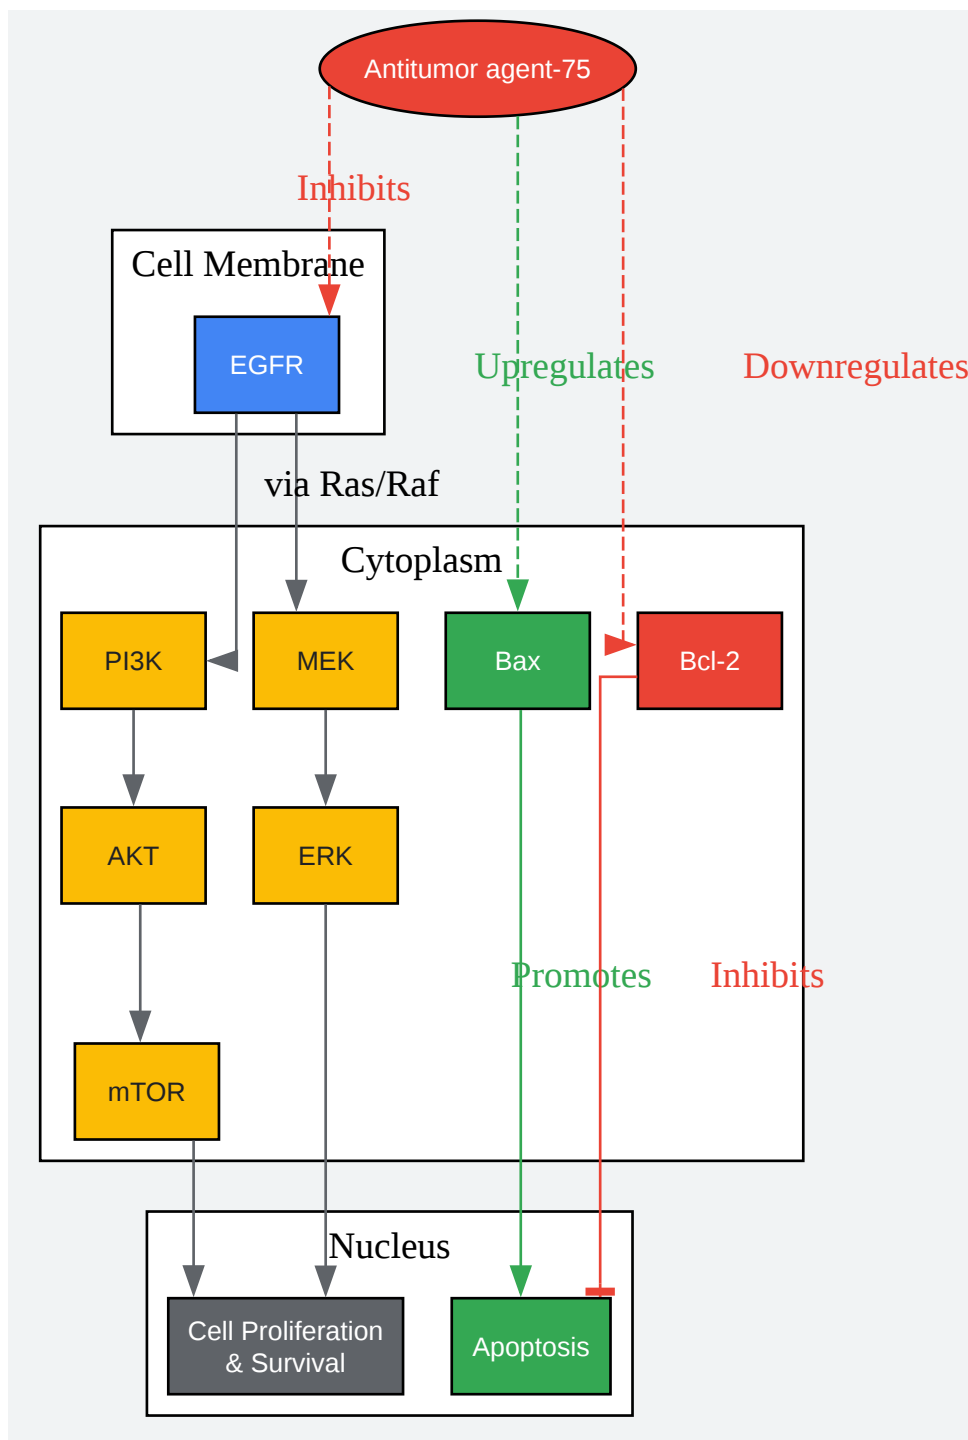 Antitumor agent-75
Inhibits
Cell Membrane
EGFR
Upregulates
Downregulates
via Ras/Raf
Cytoplasm
PI3K
MEK
Bax
Bcl-2
AKT
ERK
Promotes
Inhibits
mTOR
Nucleus
Cell Proliferation
& Survival
Apoptosis